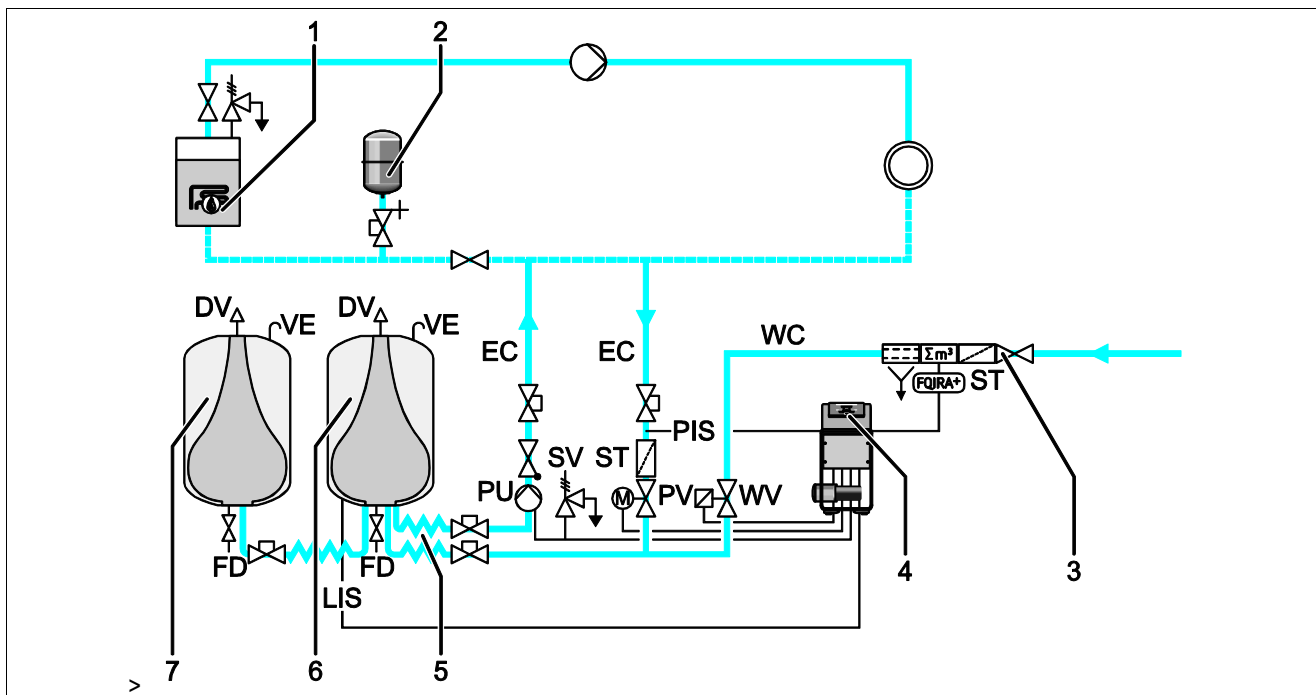 1
2
DV
VE
DV
VE
EC
EC
WC
Σm³
ST
FQIRA+
PIS
SV
ST
PU
M
PV
WV
FD
FD
LIS
7
6
5
4
3
>